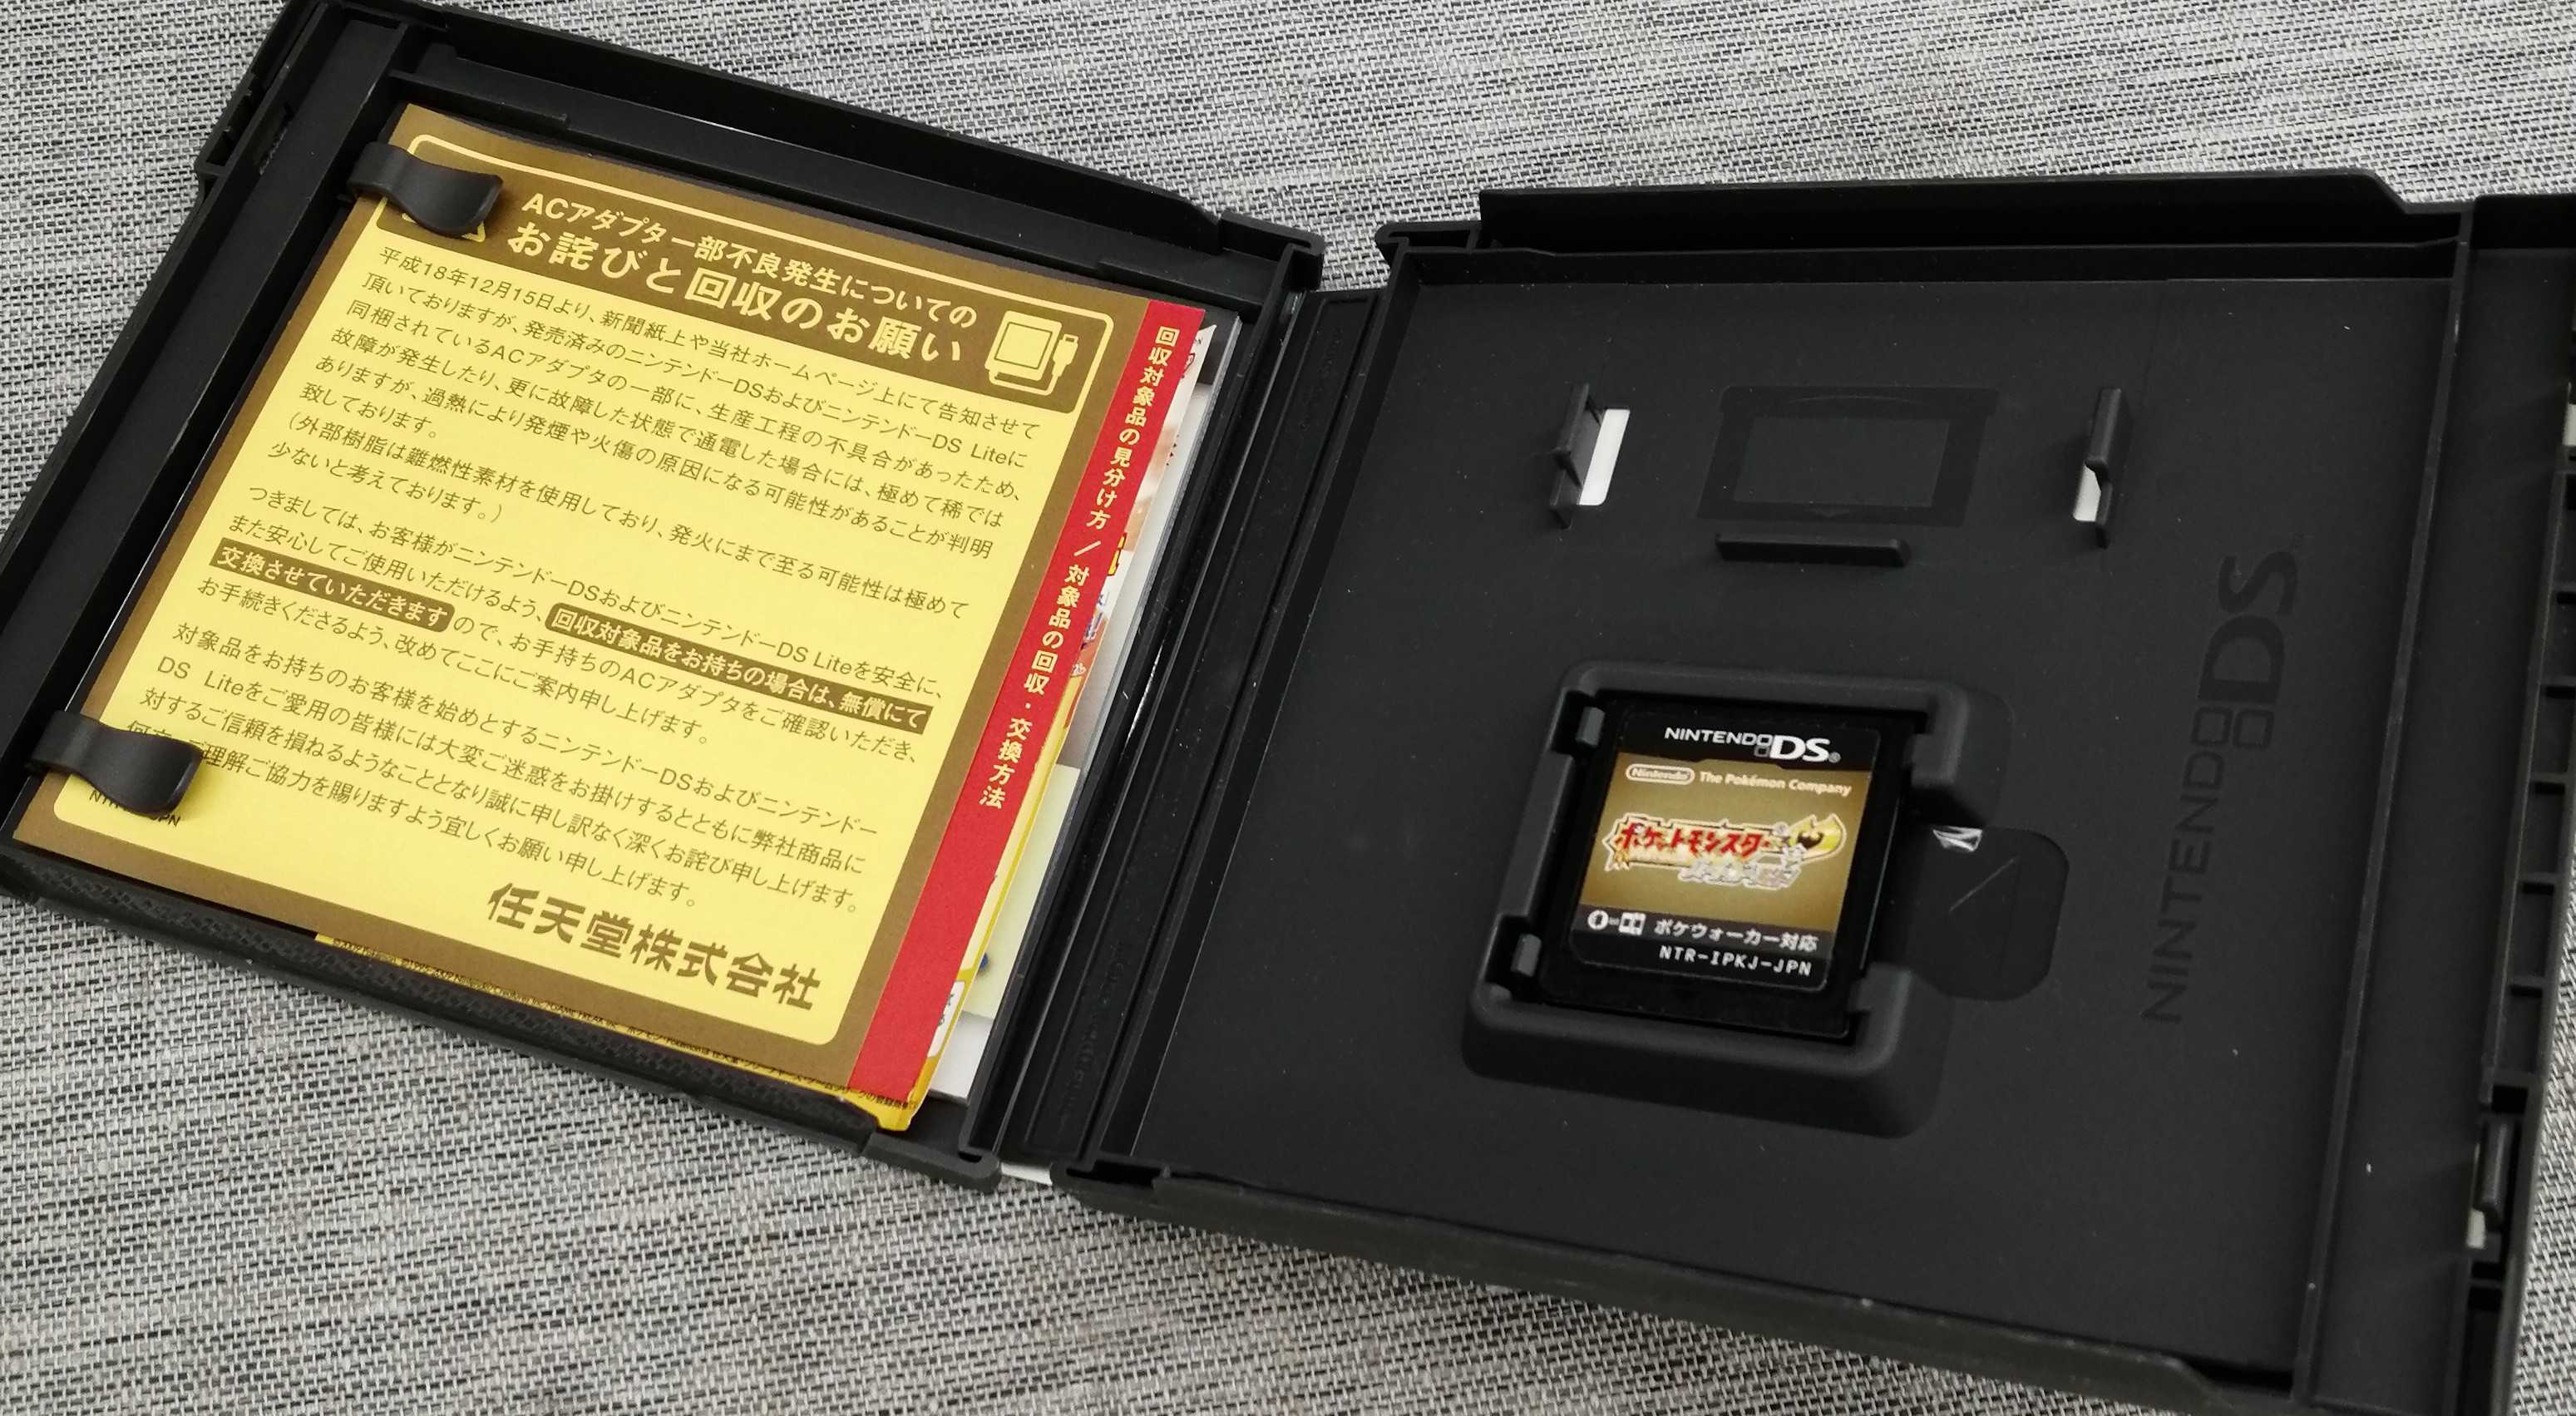 ACアダプタ一部不良発生についての
お詫びと回収のお願い
平成18年12月15日より、新聞紙上や当社ホームページ上にて告知させて
頂いておりますが、発売済みのニンテンドーDSおよびニンテンドーDS Liteに
同梱されているACアダプタの一部に、生産工程の不具合があったため、
故障が発生したり、更に故障した状態で通電した場合には、極めて稀では
ありますが、過熱により発煙や火傷の原因になる可能性があることが判明
致しております。
(外部樹脂は難燃性素材を使用しており、発火にまで至る可能性は極めて
少ないと考えております。)
つきましては、お客様がニンテンドーDSおよびニンテンドーDS Liteを安全に、
また安心してご使用いただけるよう、回収対象品をお持ちの場合は、無償にて
交換させていただきますので、お手持ちのACアダプタをご確認いただき、
お手続きくださるよう、改めてここにご案内申し上げます。
対象品をお持ちのお客様を始めとするニンテンドーDSおよびニンテンドー
DS Liteをご愛用の皆様には大変ご迷惑をお掛けするとともに弊社商品に
対するご信頼を損ねるようなこととなり誠に申し訳なく深くお詫び申し上げます。
理解ご協力を賜りますよう宜しくお願い申し上げます。
任天堂株式会社
回収対象品の見分け方／対象品の回収・交換方法
NINTENDO DS
Nintendo The Pokémon Company
ポケットモンスター
ポケウォーカー対応
NTR-IPKJ-JPN
NINTENDO DS